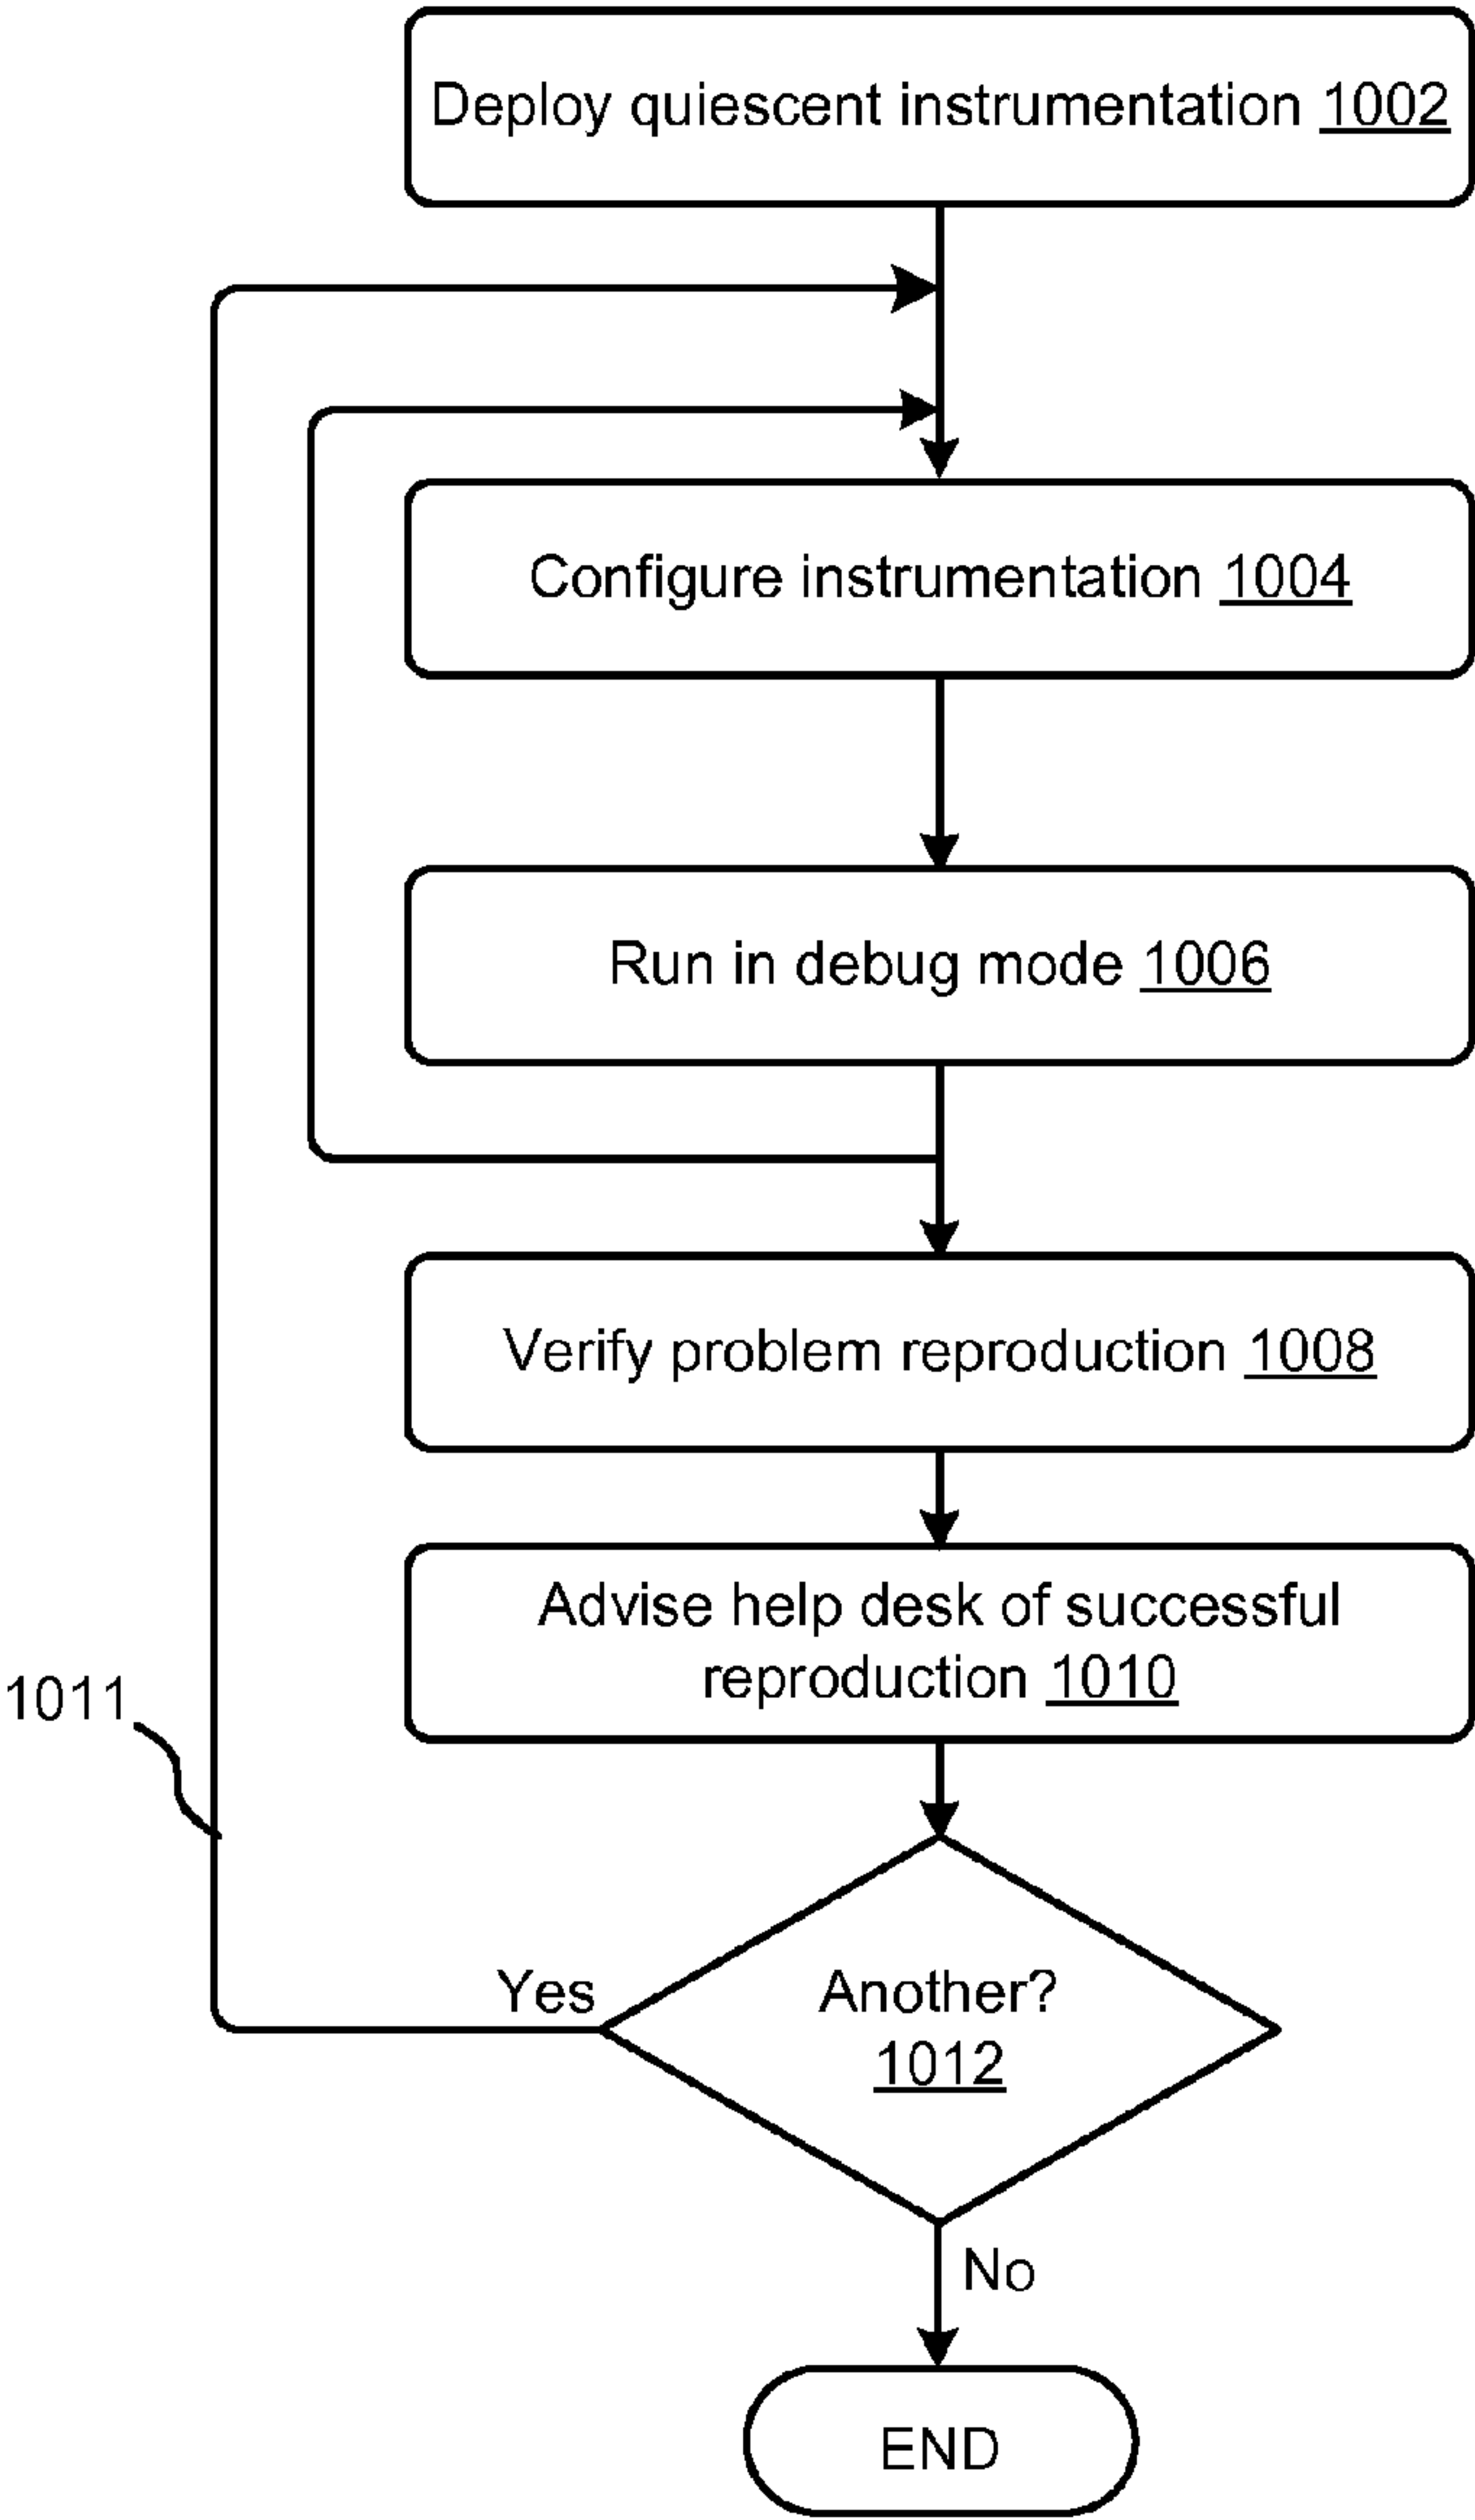 Deploy quiescent instrumentation 1002
Configure instrumentation 1004
Run in debug mode 1006
Verify problem reproduction 1008
Advise help desk of successful
reproduction 1010
1011
Yes
Another?
1012
No
END